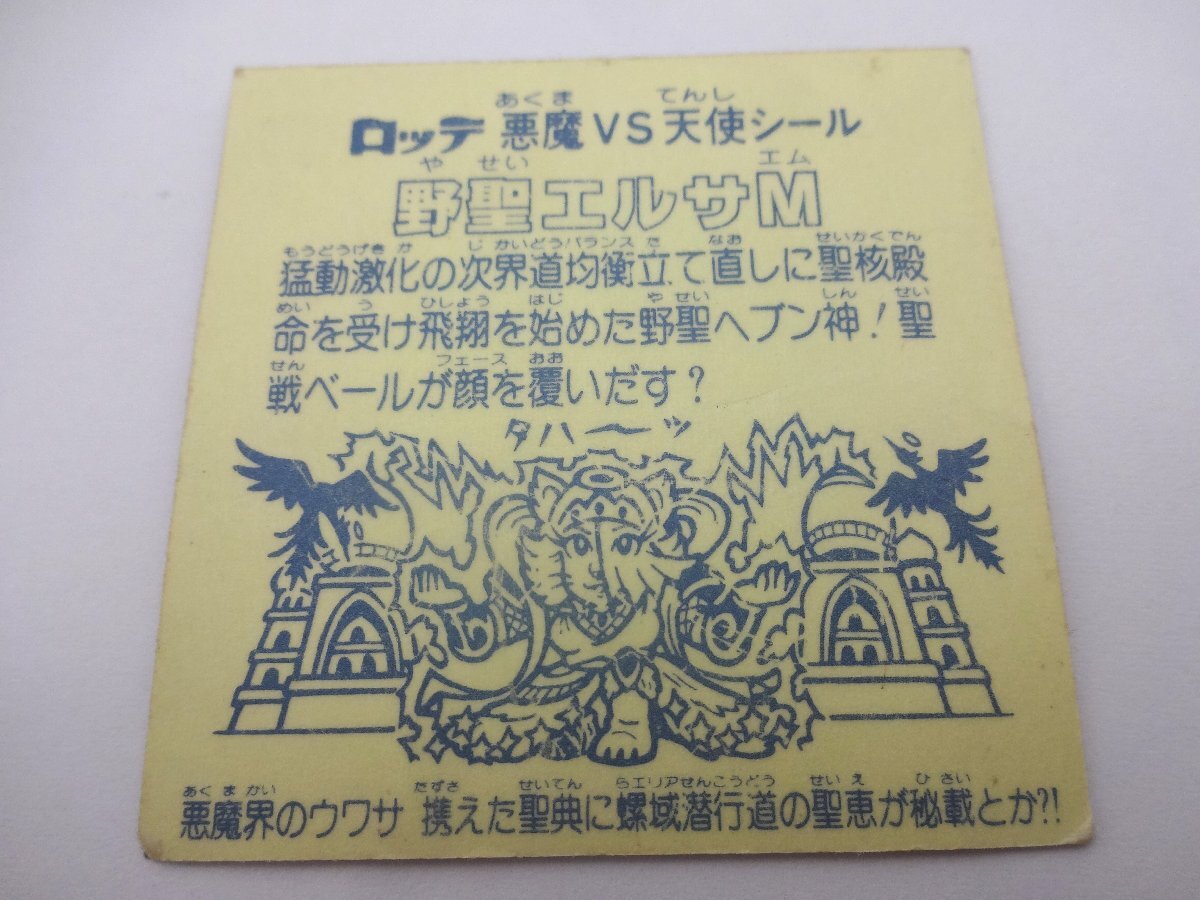 あくま てんし
ロッテ 悪魔VS天使シール
やせい エム
野聖エルサM
もうどうげきか じかいどうバランスた なお せいかくでん
猛動激化の次界道均衡立て直しに聖核殿
めい う ひしょう はじ やせい しん せい
命を受け飛翔を始めた野聖ヘブン神!聖
せん フェース おお
戦ベールが顔を覆いだす?
タハーッ
あくまかい たずさ せいてん らエリアせんこうどう せいえ ひさい
悪魔界のウワサ 携えた聖典に螺域潜行道の聖恵が秘載とか?!